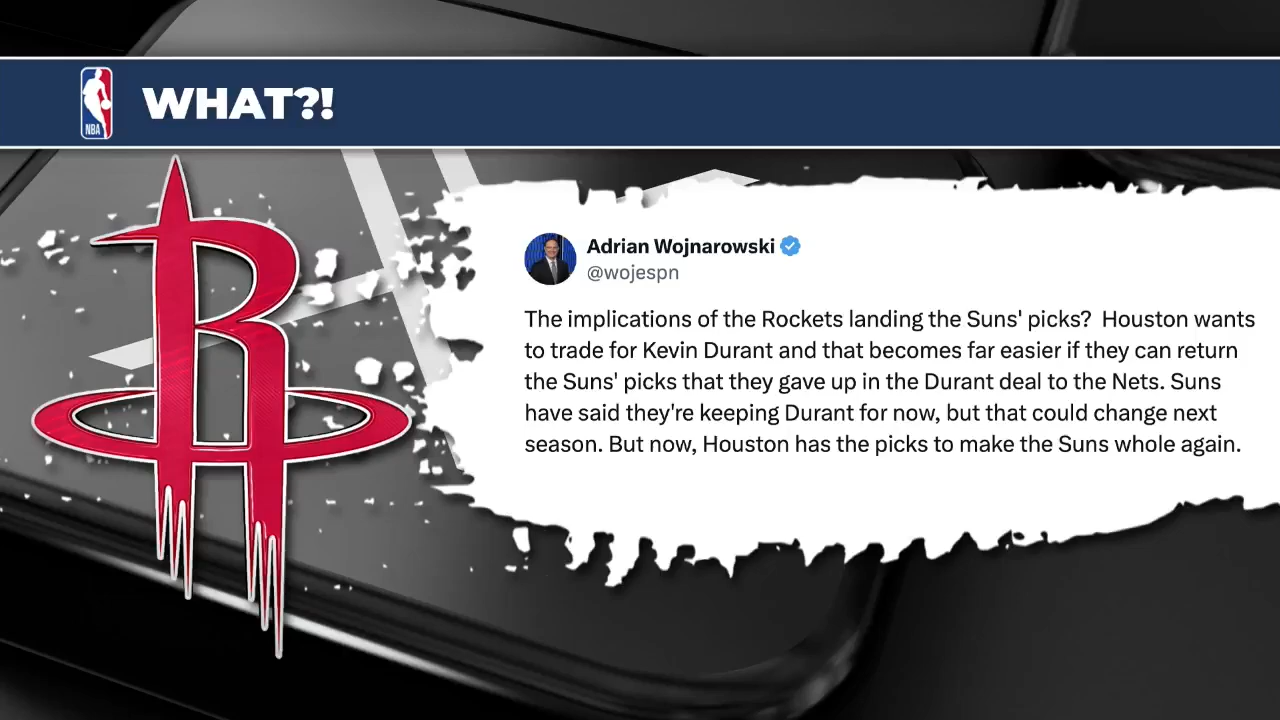 NBA
WHAT?!
Adrian Wojnarowski
@wojespn
The implications of the Rockets landing the Suns' picks?  Houston wants
to trade for Kevin Durant and that becomes far easier if they can return
the Suns' picks that they gave up in the Durant deal to the Nets. Suns
have said they're keeping Durant for now, but that could change next
season. But now, Houston has the picks to make the Suns whole again.